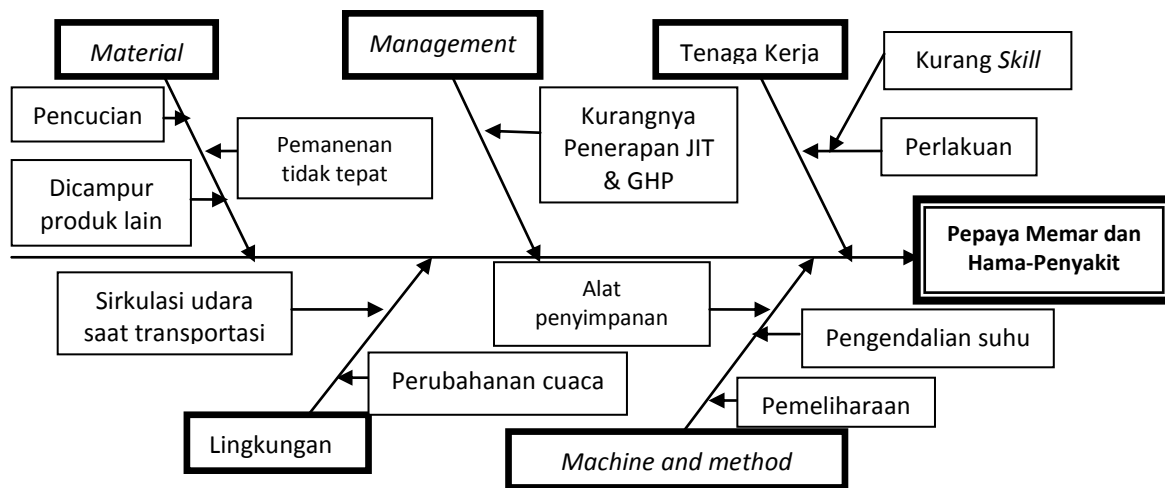 Material
Management
Tenaga Kerja
Kurang Skill
Pencucian
Pemanenan
tidak tepat
Kurangnya
Penerapan JIT
& GHP
Perlakuan
Dicampur
produk lain
Pepaya Memar dan
Hama-Penyakit
Sirkulasi udara
saat transportasi
Alat
penyimpanan
Pengendalian suhu
Perubahanan cuaca
Pemeliharaan
Lingkungan
Machine and method